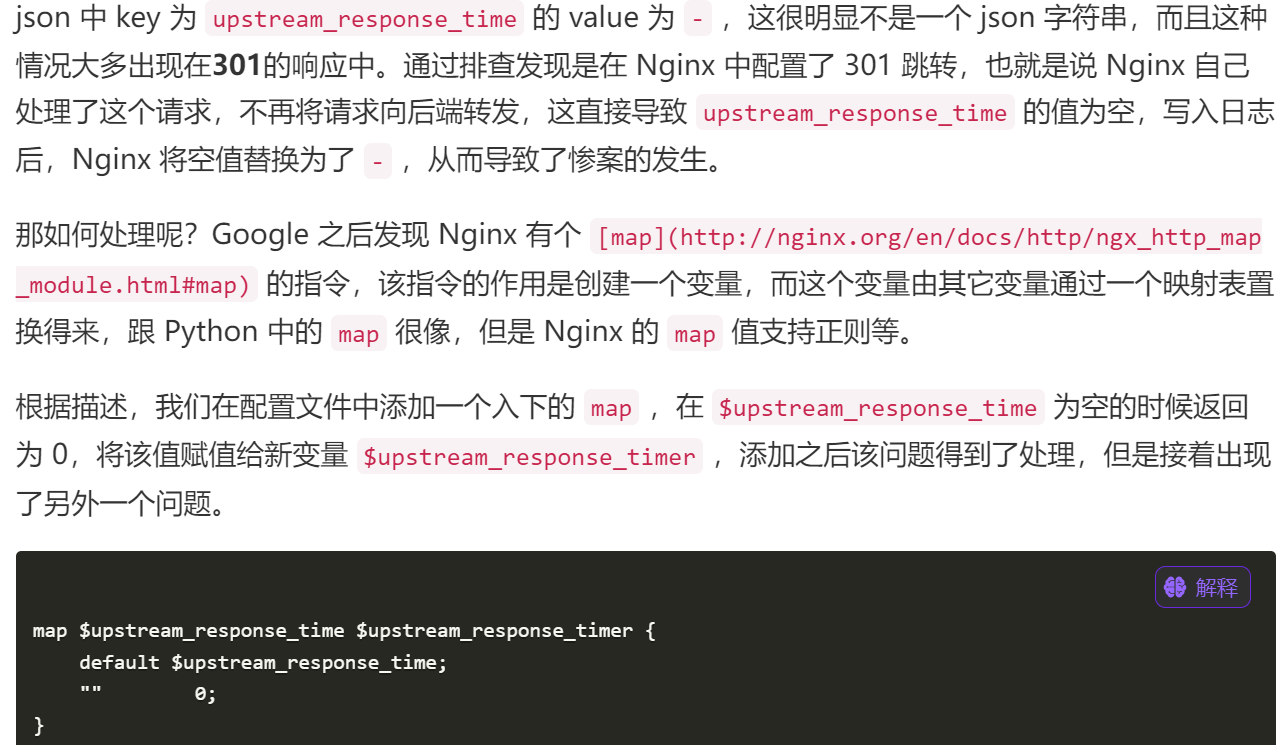 json 中 key 为 upstream_response_time 的 value 为 - ，这很明显不是一个 json 字符串，而且这种
情况大多出现在301的响应中。通过排查发现是在 Nginx 中配置了 301 跳转，也就是说 Nginx 自己
处理了这个请求，不再将请求向后端转发，这直接导致 upstream_response_time 的值为空，写入日志
后，Nginx 将空值替换为了 - ，从而导致了惨案的发生。
那如何处理呢？Google 之后发现 Nginx 有个 [map](http://nginx.org/en/docs/http/ngx_http_map
_module.html#map) 的指令，该指令的作用是创建一个变量，而这个变量由其它变量通过一个映射表置
换得来，跟 Python 中的 map 很像，但是 Nginx 的 map 值支持正则等。
根据描述，我们在配置文件中添加一个入下的 map ，在 $upstream_response_time 为空的时候返回
为 0，将该值赋值给新变量 $upstream_response_timer ，添加之后该问题得到了处理，但是接着出现
了另外一个问题。
解释
map $upstream_response_time $upstream_response_timer {
    default $upstream_response_time;
    ""        0;
}